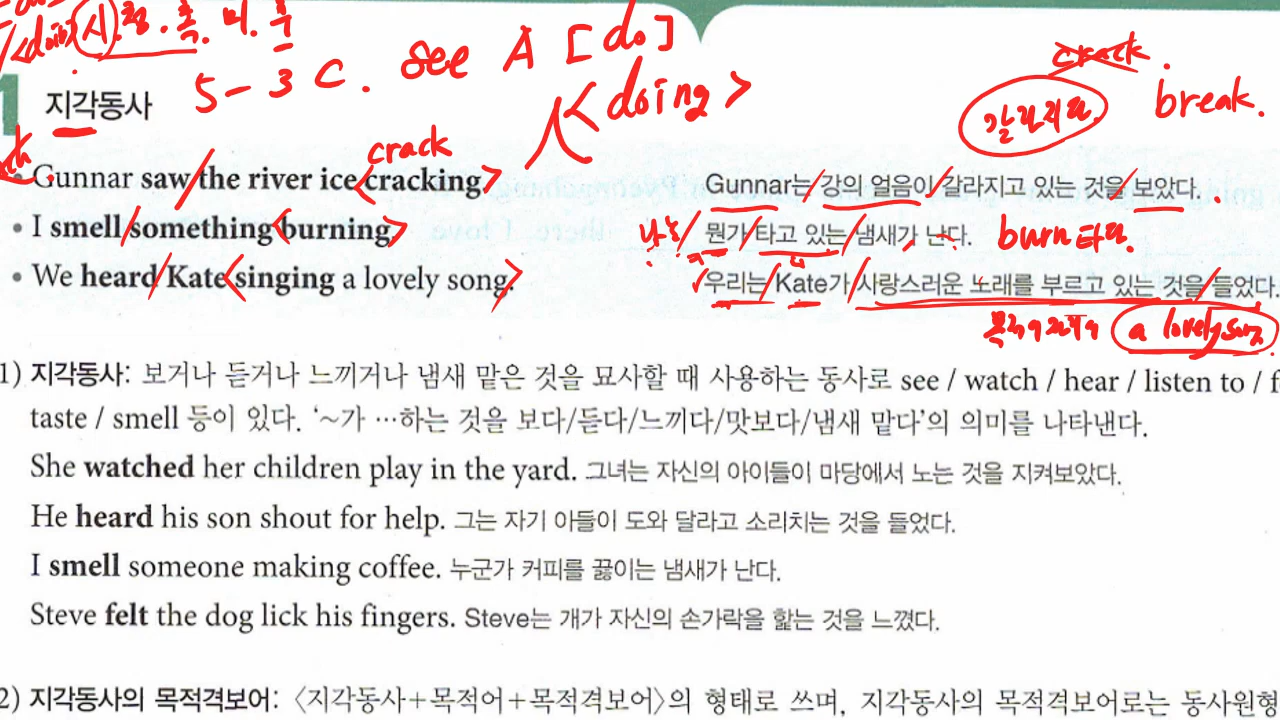 5-3 C. see A [do]
<doing>
1 지각동사
crack
갈라지다 break.
Gunnar saw the river ice cracking. Gunnar는 강의 얼음이 갈라지고 있는 것을 보았다.
• I smell something burning. 뭔가 타고 있는 냄새가 난다. burn 타다.
• We heard Kate singing a lovely song. 우리는 Kate가 사랑스러운 노래를 부르고 있는 것을 들었다.
a lovely song
1) 지각동사: 보거나 듣거나 느끼거나 냄새 맡은 것을 묘사할 때 사용하는 동사로 see / watch / hear / listen to / f
taste / smell 등이 있다. ‘~가 …하는 것을 보다/듣다/느끼다/맛보다/냄새 맡다’의 의미를 나타낸다.
She watched her children play in the yard. 그녀는 자신의 아이들이 마당에서 노는 것을 지켜보았다.
He heard his son shout for help. 그는 자기 아들이 도와 달라고 소리치는 것을 들었다.
I smell someone making coffee. 누군가 커피를 끓이는 냄새가 난다.
Steve felt the dog lick his fingers. Steve는 개가 자신의 손가락을 핥는 것을 느꼈다.
2) 지각동사의 목적격보어: 〈지각동사+목적어+목적격보어〉의 형태로 쓰며, 지각동사의 목적격보어로는 동사원형